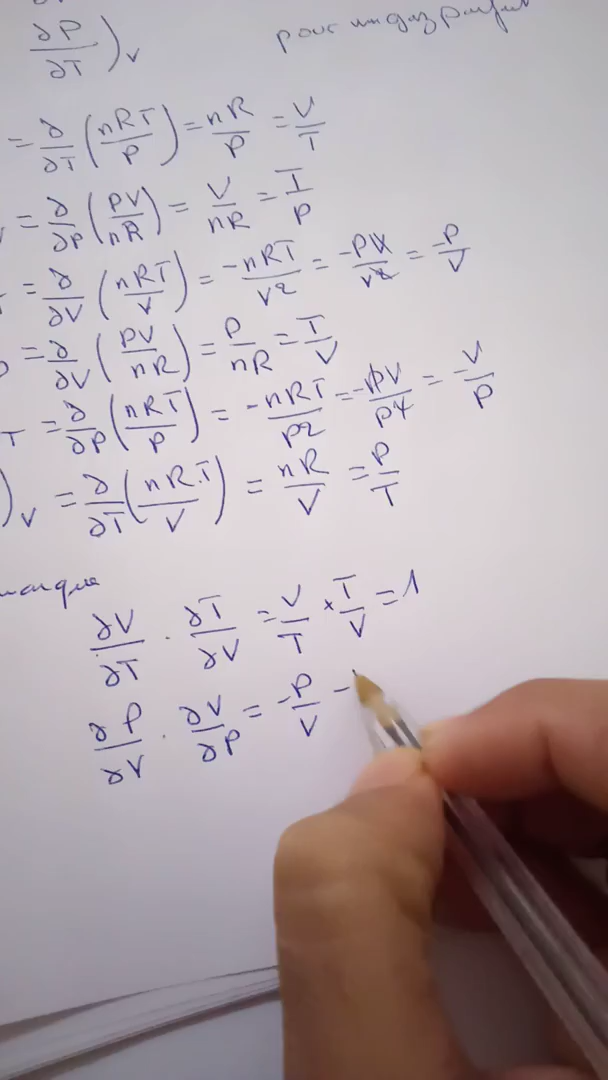 ∂P/∂T)_V pour un gaz parfait
= ∂/∂T (nRT/P) = nR/P = V/T
= ∂/∂P (PV/nR) = V/nR = T/P
= ∂/∂V (nRT/V) = -nRT/V² = -PV/V² = -P/V
= ∂/∂V (PV/nR) = P/nR = T/V
T = ∂/∂P (nRT/P) = -nRT/P² = -PV/P² = -V/P
)_V = ∂/∂T (nR.T/V) = nR/V = P/T
marque
∂V/∂T . ∂T/∂V = V/T × T/V = 1
∂P/∂V . ∂V/∂P = -P/V -